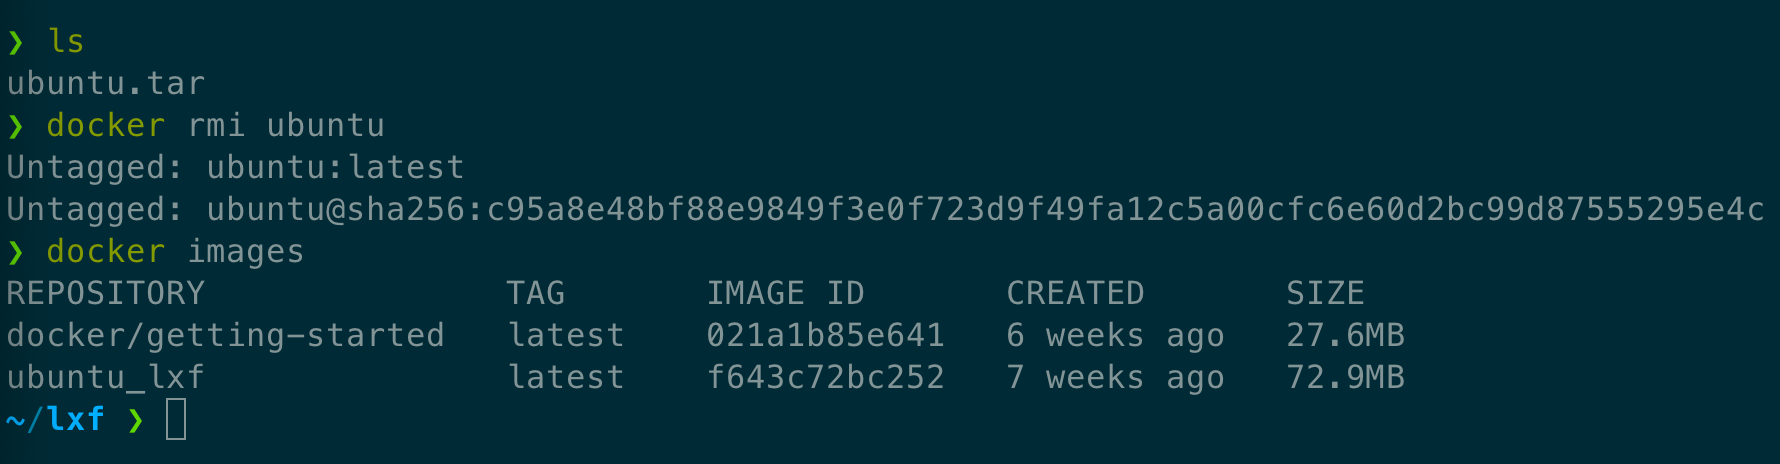 ❯ ls
ubuntu.tar
❯ docker rmi ubuntu
Untagged: ubuntu:latest
Untagged: ubuntu@sha256:c95a8e48bf88e9849f3e0f723d9f49fa12c5a00cfc6e60d2bc99d87555295e4c
❯ docker images
REPOSITORY TAG IMAGE ID CREATED SIZE
docker/getting-started latest 021a1b85e641 6 weeks ago 27.6MB
ubuntu_lxf latest f643c72bc252 7 weeks ago 72.9MB
~/lxf ❯